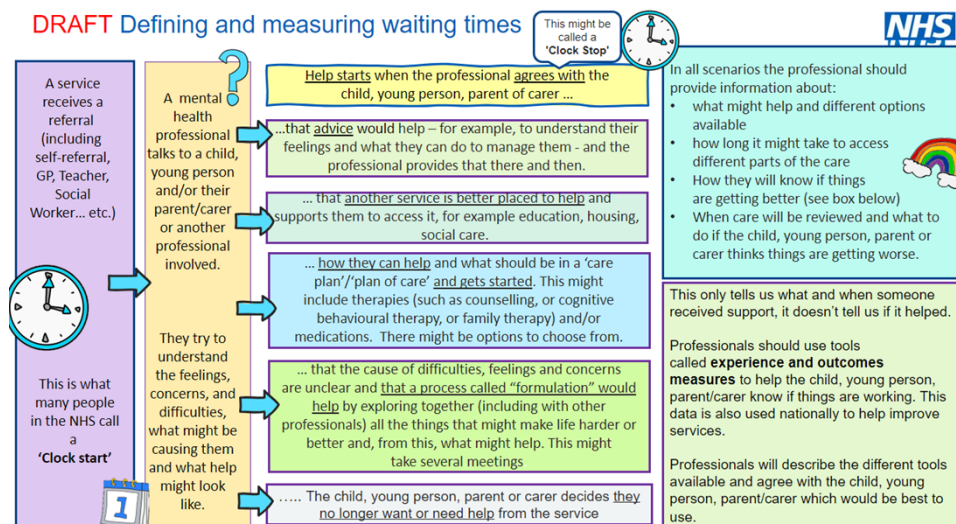 DRAFT Defining and measuring waiting times
This might be
called a
'Clock Stop'
NHS
A service
receives a
referral
(including
self-referral,
GP, Teacher,
Social
Worker... etc.)
This is what
many people
in the NHS call
a
'Clock start'
1
?
A mental
health
professional
talks to a child,
young person
and/or their
parent/carer
or another
professional
involved.
They try to
understand
the feelings,
concerns, and
difficulties,
what might be
causing them
and what help
might look
like.
Help starts when the professional agrees with the
child, young person, parent of carer ...
...that advice would help – for example, to understand their
feelings and what they can do to manage them - and the
professional provides that there and then.
... that another service is better placed to help and
supports them to access it, for example education, housing,
social care.
... how they can help and what should be in a 'care
plan'/'plan of care' and gets started. This might
include therapies (such as counselling, or cognitive
behavioural therapy, or family therapy) and/or
medications. There might be options to choose from.
... that the cause of difficulties, feelings and concerns
are unclear and that a process called "formulation" would
help by exploring together (including with other
professionals) all the things that might make life harder or
better and, from this, what might help. This might
take several meetings
..... The child, young person, parent or carer decides they
no longer want or need help from the service
In all scenarios the professional should
provide information about:
• what might help and different options
available
• how long it might take to access
different parts of the care
• How they will know if things
are getting better (see box below)
• When care will be reviewed and what to
do if the child, young person, parent or
carer thinks things are getting worse.
This only tells us what and when someone
received support, it doesn't tell us if it helped.
Professionals should use tools
called experience and outcomes
measures to help the child, young person,
parent/carer know if things are working. This
data is also used nationally to help improve
services.
Professionals will describe the different tools
available and agree with the child, young
person, parent/carer which would be best to
use.